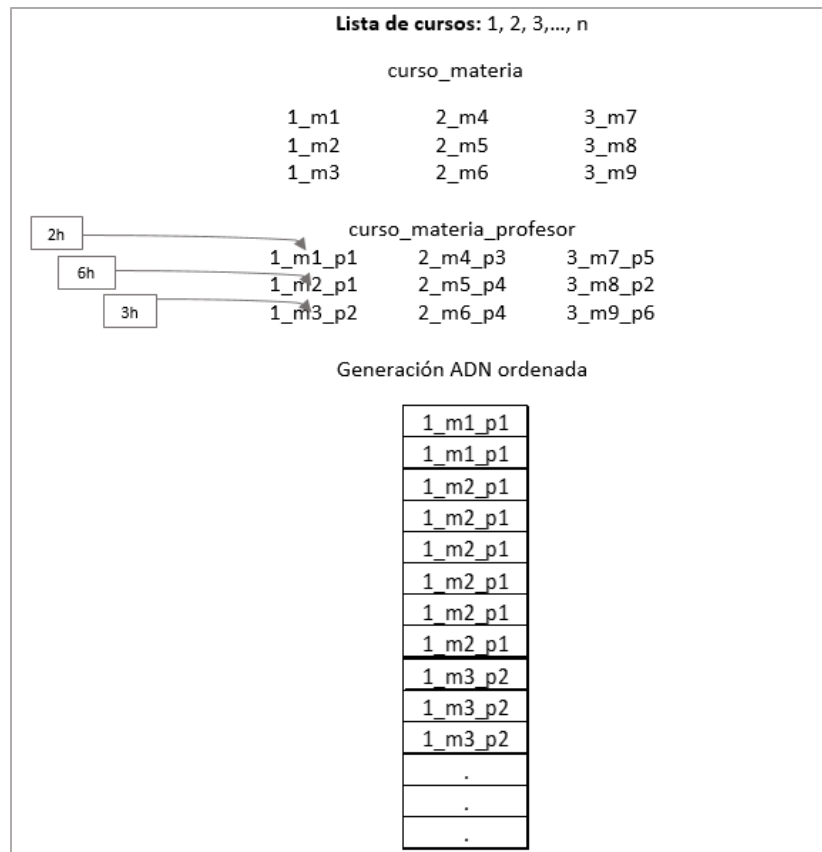 Lista de cursos: 1, 2, 3,..., n
curso_materia
1_m1 2_m4 3_m7
1_m2 2_m5 3_m8
1_m3 2_m6 3_m9
curso_materia_profesor
2h
1_m1_p1 2_m4_p3 3_m7_p5
6h
1_m2_p1 2_m5_p4 3_m8_p2
3h
1_m3_p2 2_m6_p4 3_m9_p6
Generación ADN ordenada
1_m1_p1
1_m1_p1
1_m2_p1
1_m2_p1
1_m2_p1
1_m2_p1
1_m2_p1
1_m2_p1
1_m3_p2
1_m3_p2
1_m3_p2
.
.
.